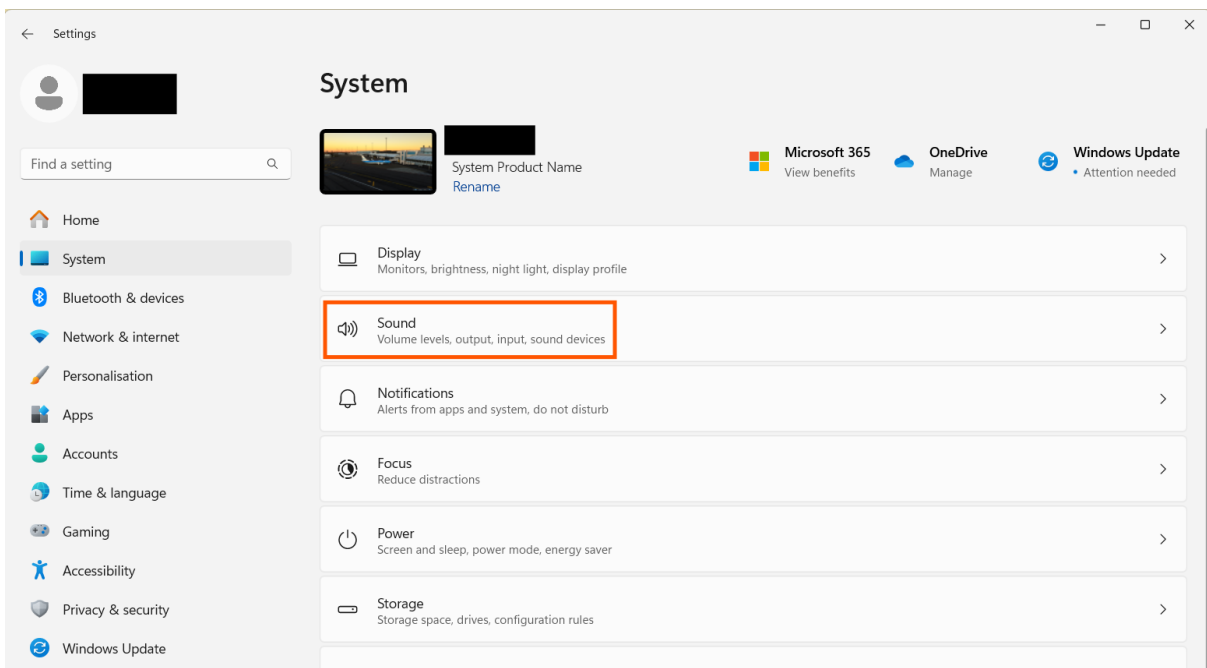 Settings
System
System Product Name
Rename
Microsoft 365
View benefits
OneDrive
Manage
Windows Update
• Attention needed
Find a setting
Home
System
Bluetooth & devices
Network & internet
Personalisation
Apps
Accounts
Time & language
Gaming
Accessibility
Privacy & security
Windows Update
Display
Monitors, brightness, night light, display profile
Sound
Volume levels, output, input, sound devices
Notifications
Alerts from apps and system, do not disturb
Focus
Reduce distractions
Power
Screen and sleep, power mode, energy saver
Storage
Storage space, drives, configuration rules